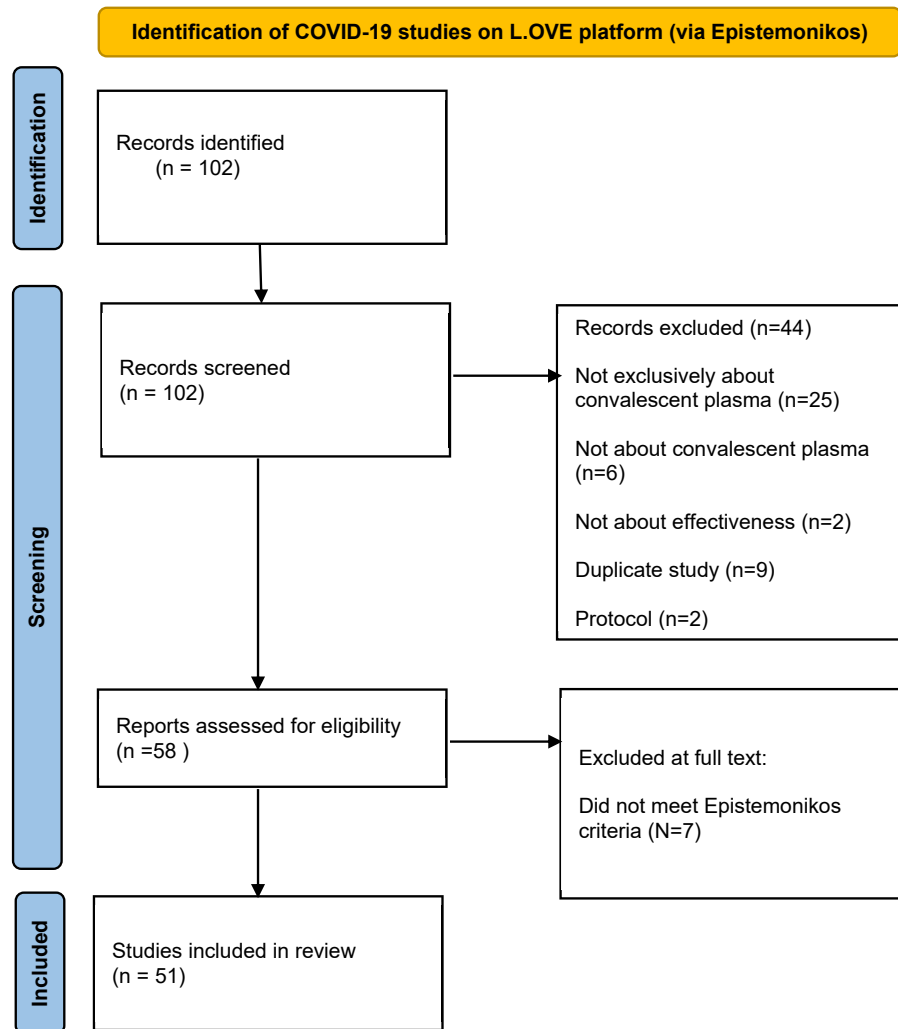 Identification of COVID-19 studies on L.OVE platform (via Epistemonikos)
Identification
Records identified
(n = 102)
Screening
Records screened
(n = 102)
Records excluded (n=44)
Not exclusively about
convalescent plasma (n=25)
Not about convalescent plasma
(n=6)
Not about effectiveness (n=2)
Duplicate study (n=9)
Protocol (n=2)
Reports assessed for eligibility
(n =58 )
Excluded at full text:
Did not meet Epistemonikos
criteria (N=7)
Included
Studies included in review
(n = 51)